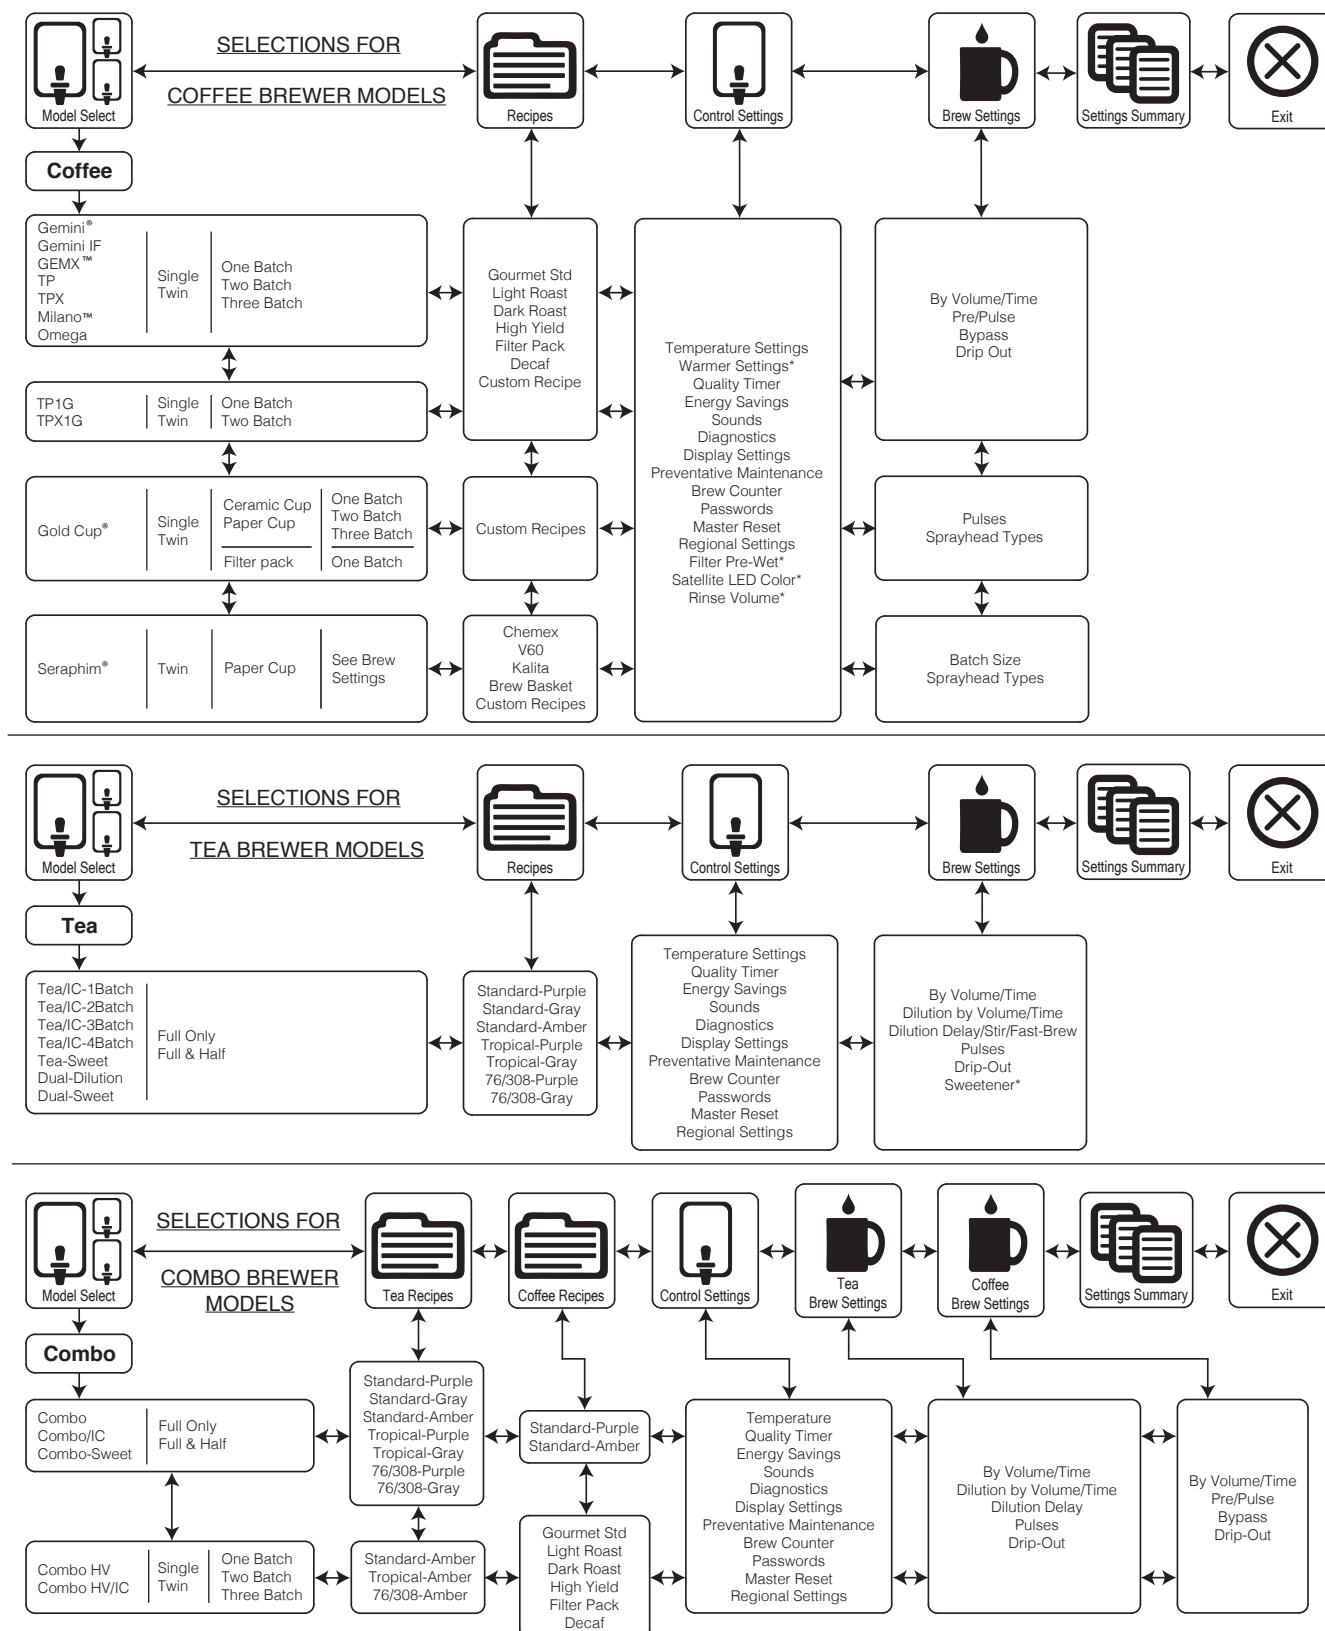 SELECTIONS FOR
COFFEE BREWER MODELS
Model Select
Recipes
Control Settings
Brew Settings
Settings Summary
Exit
Coffee
Gemini®
Gemini IF
GEMX™
TP
TPX
Milano™
Omega
Single
Twin
One Batch
Two Batch
Three Batch
TP1G
TPX1G
Single
Twin
One Batch
Two Batch
Gold Cup®
Single
Twin
Ceramic Cup
Paper Cup
Filter pack
One Batch
Two Batch
Three Batch
One Batch
Seraphim®
Twin
Paper Cup
See Brew
Settings
Gourmet Std
Light Roast
Dark Roast
High Yield
Filter Pack
Decaf
Custom Recipe
Custom Recipes
Chemex
V60
Kalita
Brew Basket
Custom Recipes
Temperature Settings
Warmer Settings*
Quality Timer
Energy Savings
Sounds
Diagnostics
Display Settings
Preventative Maintenance
Brew Counter
Passwords
Master Reset
Regional Settings
Filter Pre-Wet*
Satellite LED Color*
Rinse Volume*
By Volume/Time
Pre/Pulse
Bypass
Drip Out
Pulses
Sprayhead Types
Batch Size
Sprayhead Types
SELECTIONS FOR
TEA BREWER MODELS
Model Select
Recipes
Control Settings
Brew Settings
Settings Summary
Exit
Tea
Tea/IC-1Batch
Tea/IC-2Batch
Tea/IC-3Batch
Tea/IC-4Batch
Tea-Sweet
Dual-Dilution
Dual-Sweet
Full Only
Full & Half
Standard-Purple
Standard-Gray
Standard-Amber
Tropical-Purple
Tropical-Gray
76/308-Purple
76/308-Gray
Temperature Settings
Quality Timer
Energy Savings
Sounds
Diagnostics
Display Settings
Preventative Maintenance
Brew Counter
Passwords
Master Reset
Regional Settings
By Volume/Time
Dilution by Volume/Time
Dilution Delay/Stir/Fast-Brew
Pulses
Drip-Out
Sweetener*
SELECTIONS FOR
COMBO BREWER
MODELS
Model Select
Tea Recipes
Coffee Recipes
Control Settings
Tea
Brew Settings
Coffee
Brew Settings
Settings Summary
Exit
Combo
Combo
Combo/IC
Combo-Sweet
Full Only
Full & Half
Combo HV
Combo HV/IC
Single
Twin
One Batch
Two Batch
Three Batch
Standard-Purple
Standard-Gray
Standard-Amber
Tropical-Purple
Tropical-Gray
76/308-Purple
76/308-Gray
Standard-Amber
Tropical-Amber
76/308-Amber
Standard-Purple
Standard-Amber
Gourmet Std
Light Roast
Dark Roast
High Yield
Filter Pack
Decaf
Temperature
Quality Timer
Energy Savings
Sounds
Diagnostics
Display Settings
Preventative Maintenance
Brew Counter
Passwords
Master Reset
Regional Settings
By Volume/Time
Dilution by Volume/Time
Dilution Delay
Pulses
Drip-Out
By Volume/Time
Pre/Pulse
Bypass
Drip-Out